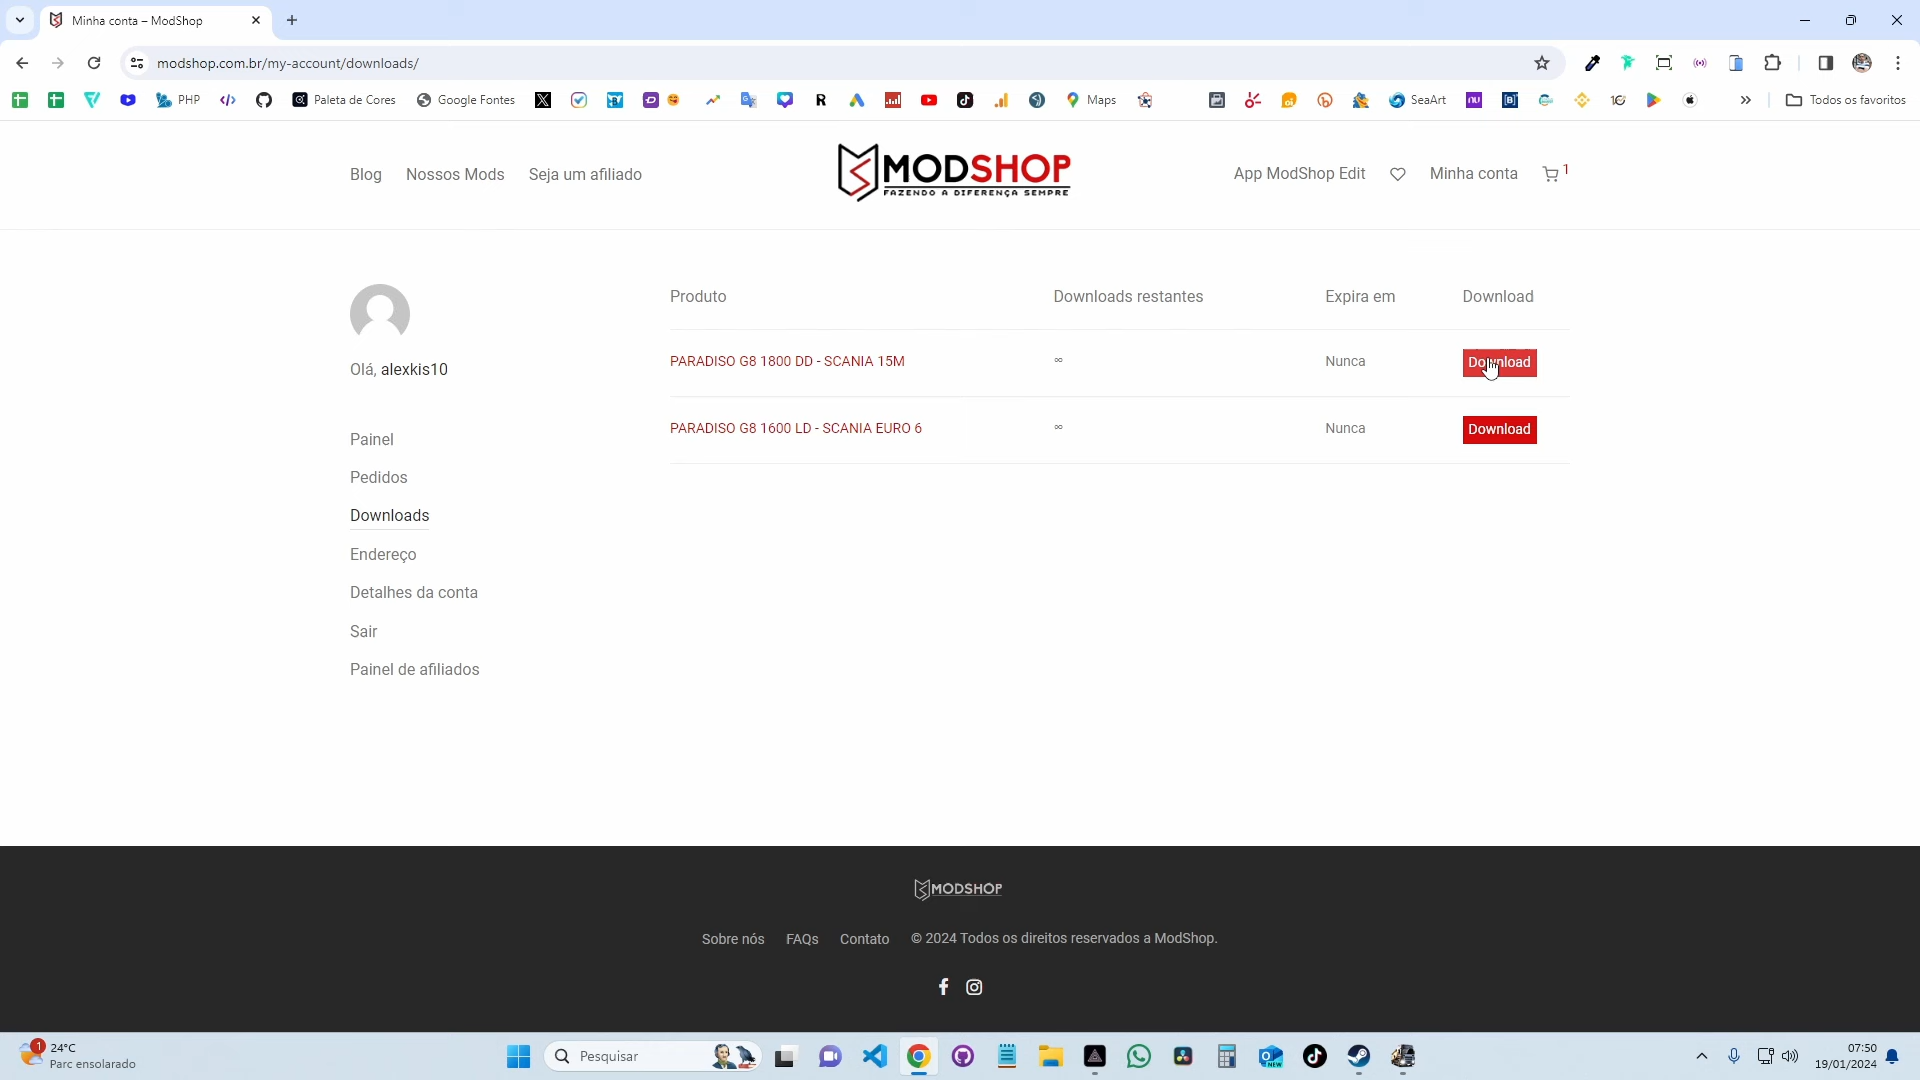 Minha conta – ModShop
modshop.com.br/my-account/downloads/
PHP
Paleta de Cores
Google Fontes
Maps
SeaArt
Todos os favoritos
Blog
Nossos Mods
Seja um afiliado
MODSHOP
FAZENDO A DIFERENÇA SEMPRE
App ModShop Edit
Minha conta
1
Olá, alexkis10
Painel
Pedidos
Downloads
Endereço
Detalhes da conta
Sair
Painel de afiliados
Produto Downloads restantes Expira em Download
PARADISO G8 1800 DD - SCANIA 15M ∞ Nunca Download
PARADISO G8 1600 LD - SCANIA EURO 6 ∞ Nunca Download
MODSHOP
Sobre nós FAQs Contato © 2024 Todos os direitos reservados a ModShop.
1
24°C
Parc ensolarado
Pesquisar
07:50
19/01/2024